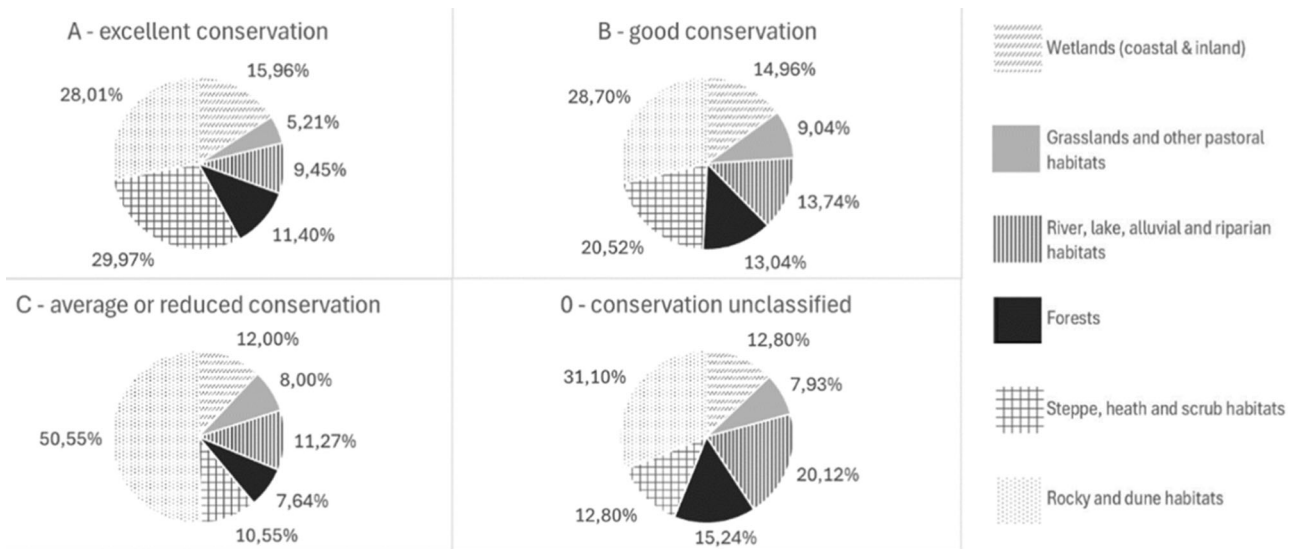 A - excellent conservation
15,96%
5,21%
9,45%
11,40%
29,97%
28,01%
B - good conservation
14,96%
9,04%
13,74%
13,04%
20,52%
28,70%
C - average or reduced conservation
12,00%
8,00%
11,27%
7,64%
10,55%
50,55%
0 - conservation unclassified
12,80%
7,93%
20,12%
15,24%
12,80%
31,10%
Wetlands (coastal & inland)
Grasslands and other pastoral
habitats
River, lake, alluvial and riparian
habitats
Forests
Steppe, heath and scrub habitats
Rocky and dune habitats